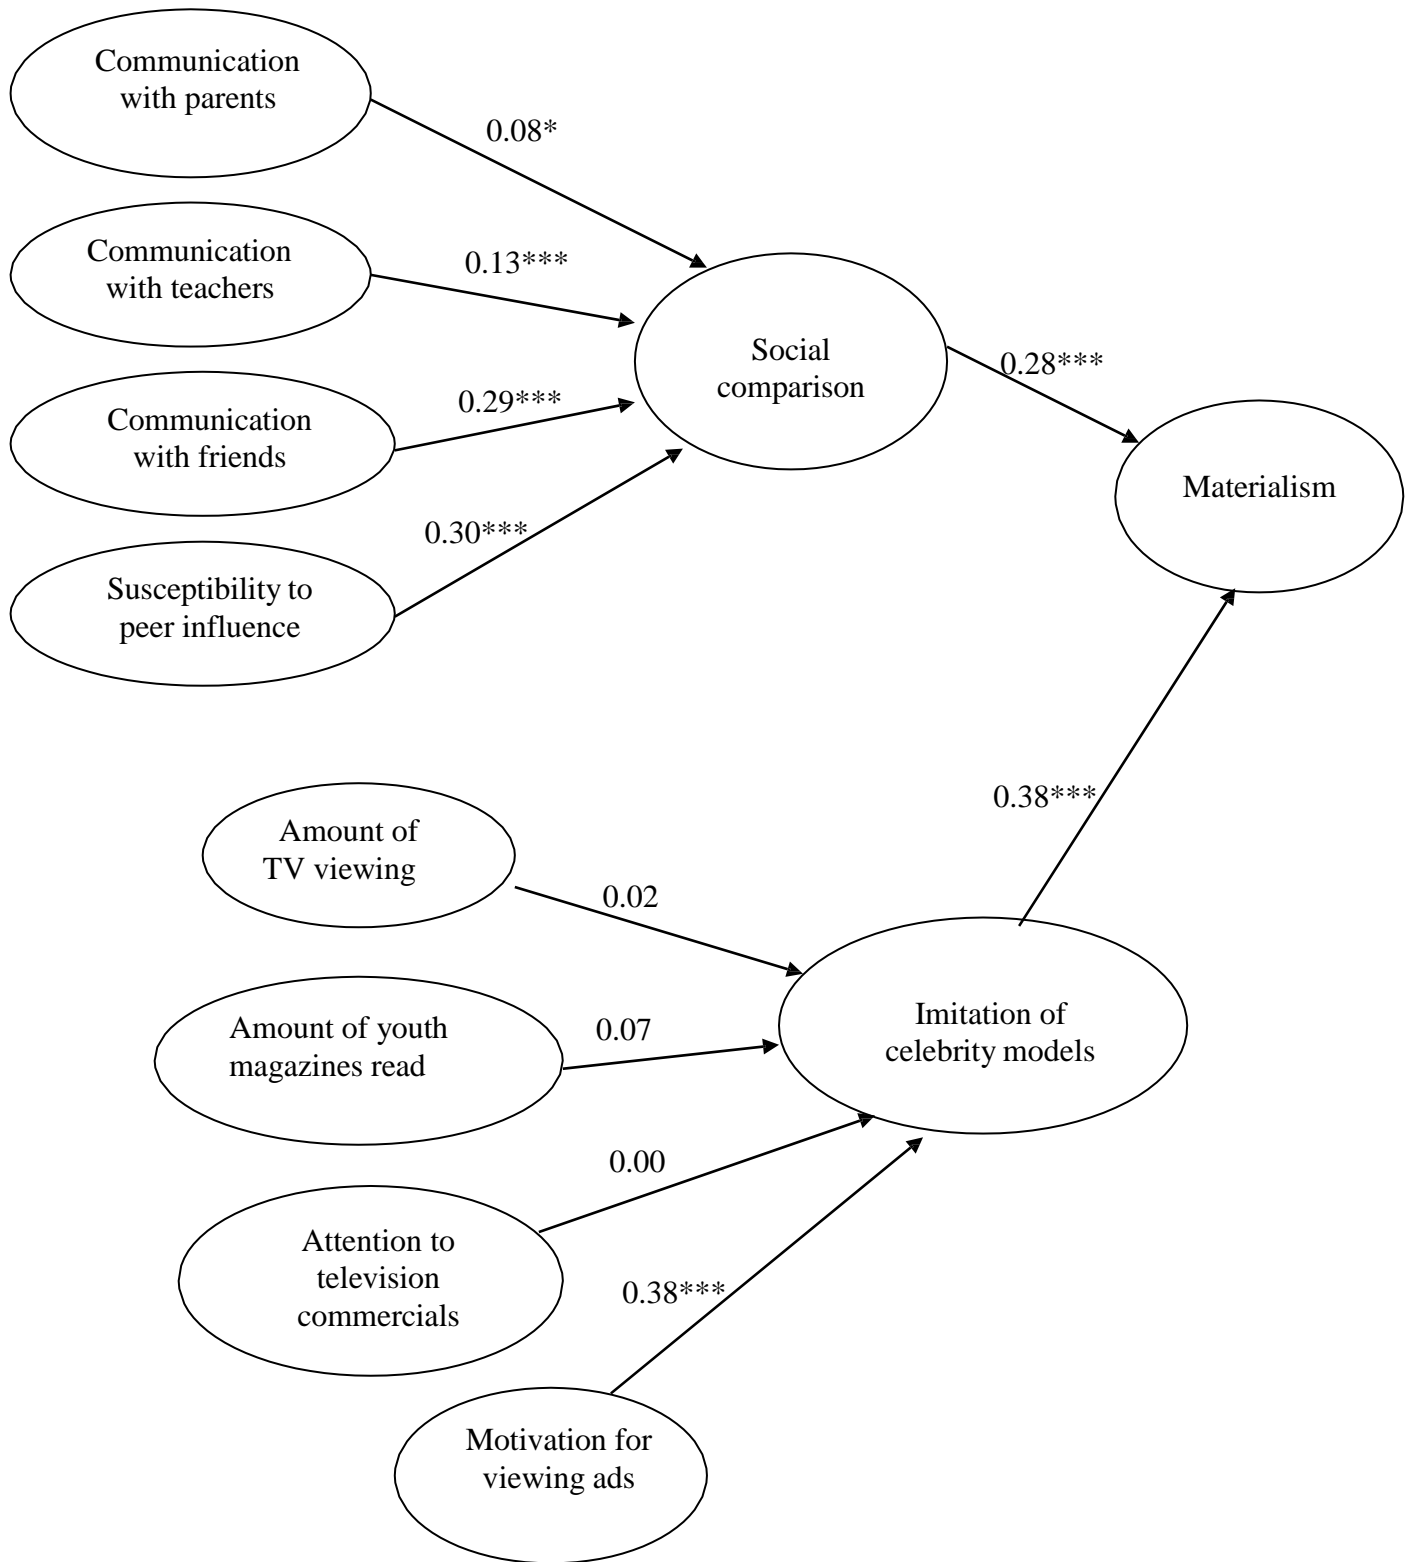 Communication
with parents
0.08*
Communication
with teachers
0.13***
Social
comparison
0.28***
Communication
with friends
0.29***
Materialism
Susceptibility to
peer influence
0.30***
0.38***
Amount of
TV viewing
0.02
Amount of youth
magazines read
0.07
Imitation of
celebrity models
0.00
Attention to
television
commercials
0.38***
Motivation for
viewing ads